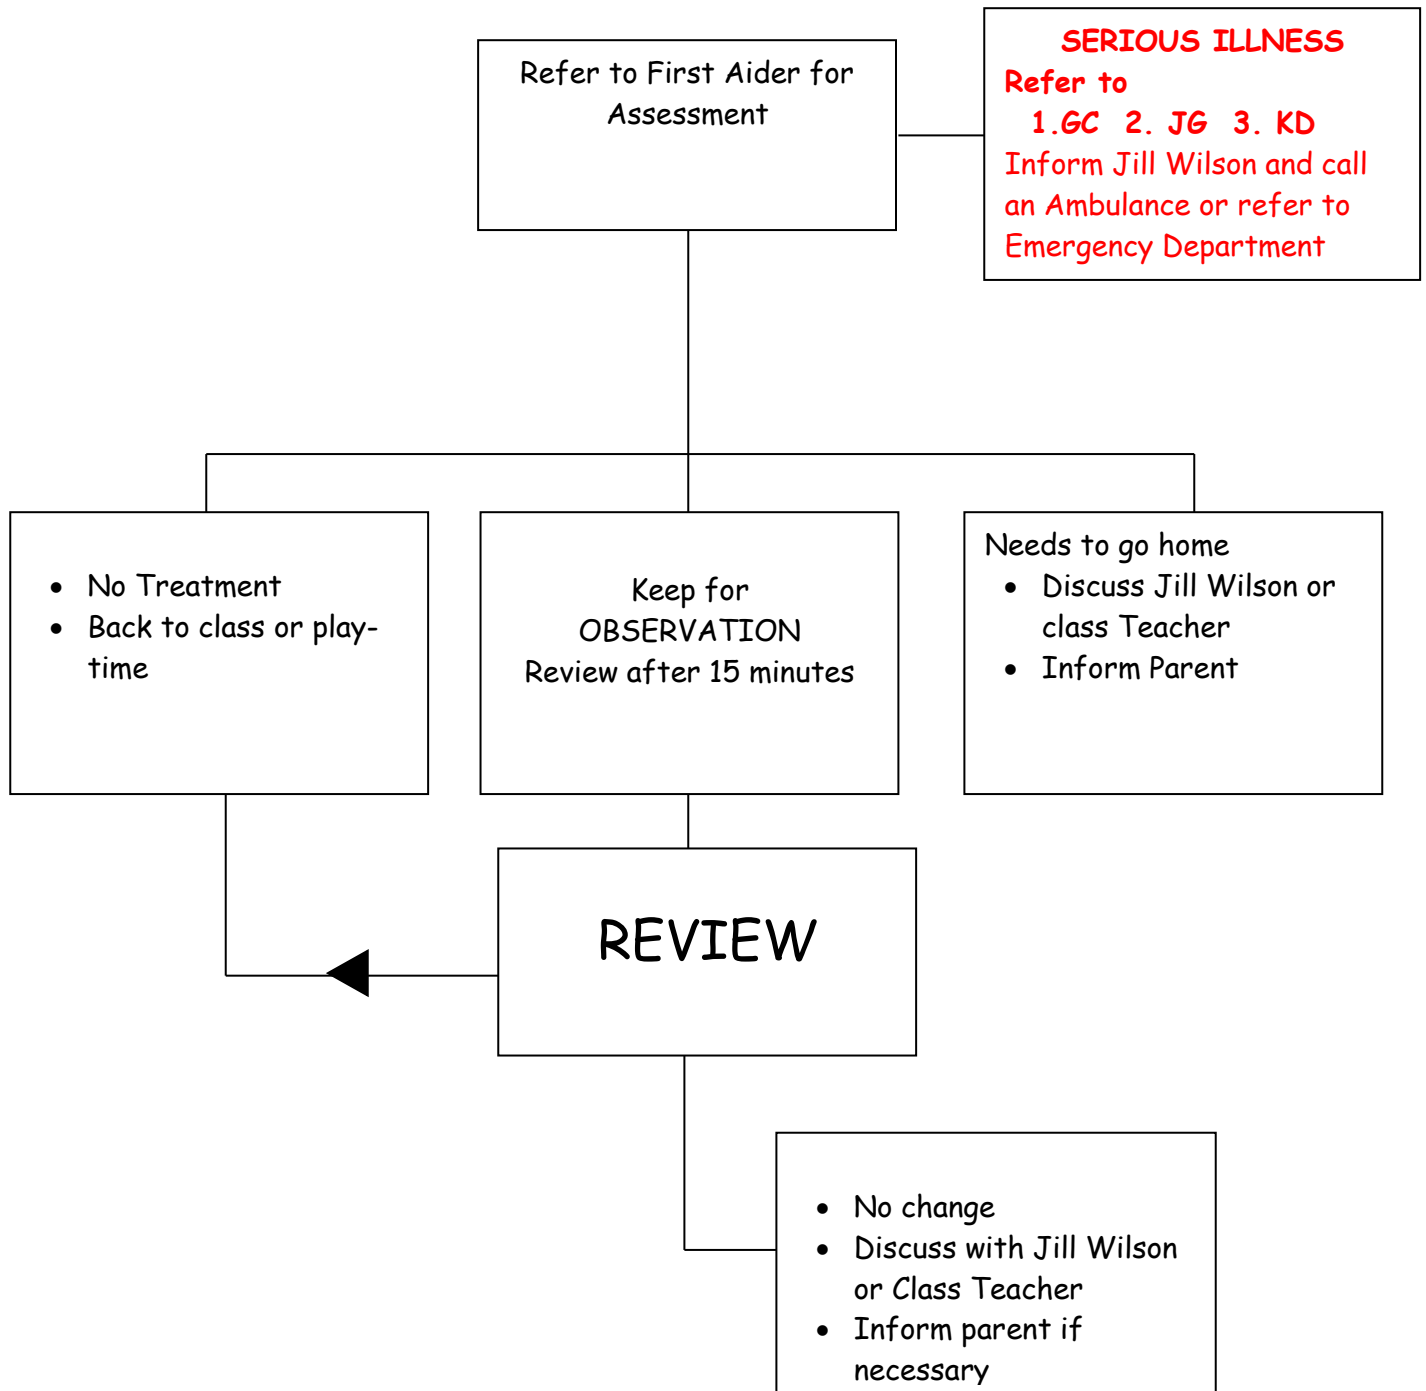 Refer to First Aider for
Assessment
SERIOUS ILLNESS
Refer to
1.GC 2. JG 3. KD
Inform Jill Wilson and call
an Ambulance or refer to
Emergency Department
• No Treatment
• Back to class or play-
time
Keep for
OBSERVATION
Review after 15 minutes
Needs to go home
• Discuss Jill Wilson or
class Teacher
• Inform Parent
REVIEW
• No change
• Discuss with Jill Wilson
or Class Teacher
• Inform parent if
necessary